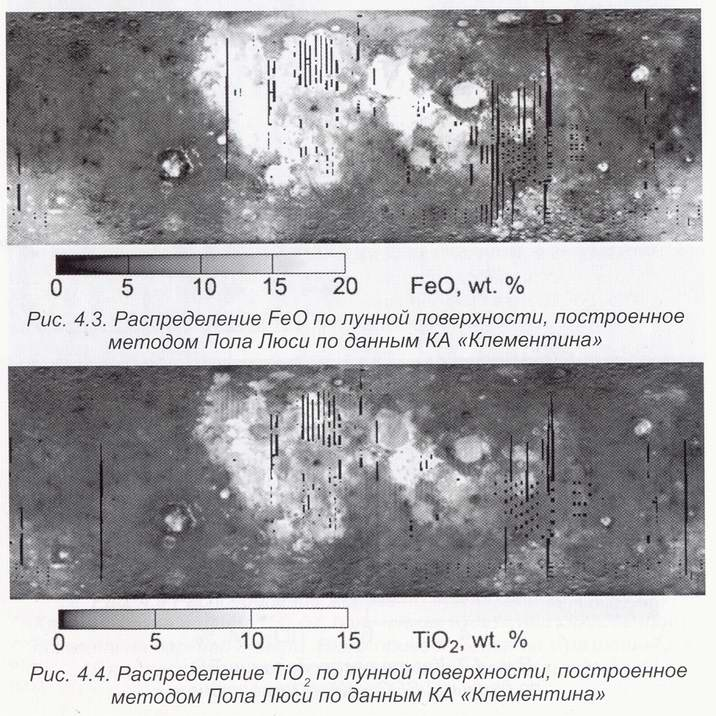 0 5 10 15 20 FeO, wt. %
Рис. 4.3. Распределение FeO по лунной поверхности, построенное
методом Пола Люси по данным КА «Клементина»
0 5 10 15 TiO₂, wt. %
Рис. 4.4. Распределение TiO₂ по лунной поверхности, построенное
методом Пола Люси по данным КА «Клементина»